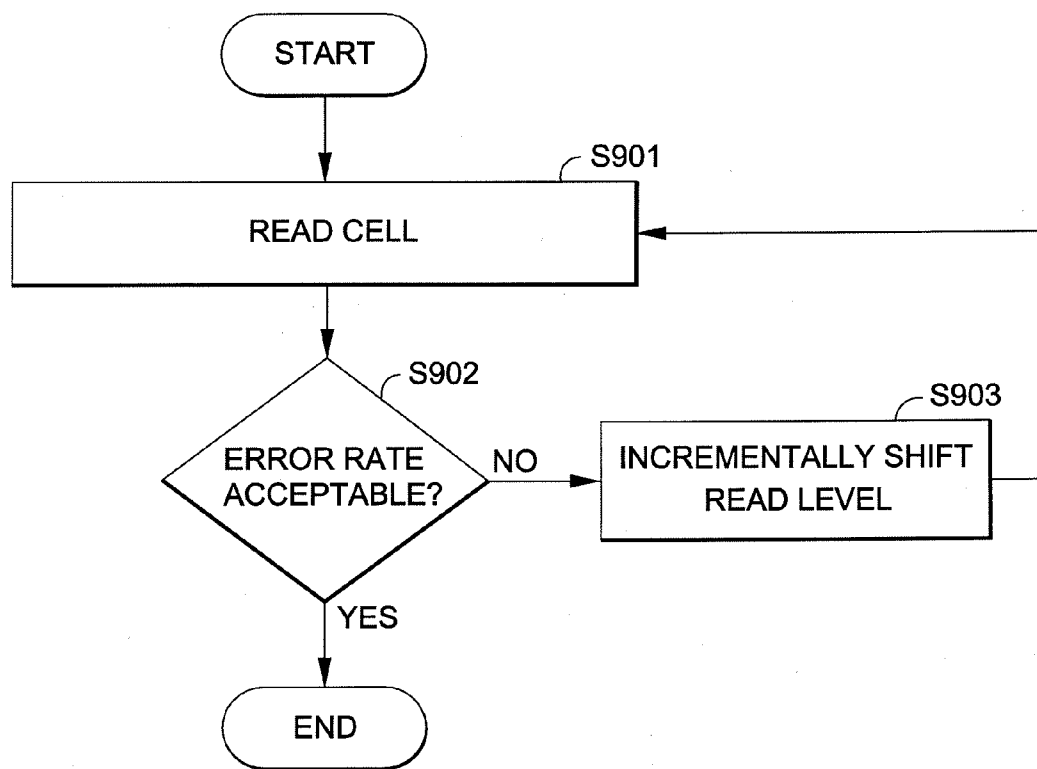 START
S901
READ CELL
S902
ERROR RATE
ACCEPTABLE?
NO
S903
INCREMENTALLY SHIFT
READ LEVEL
YES
END